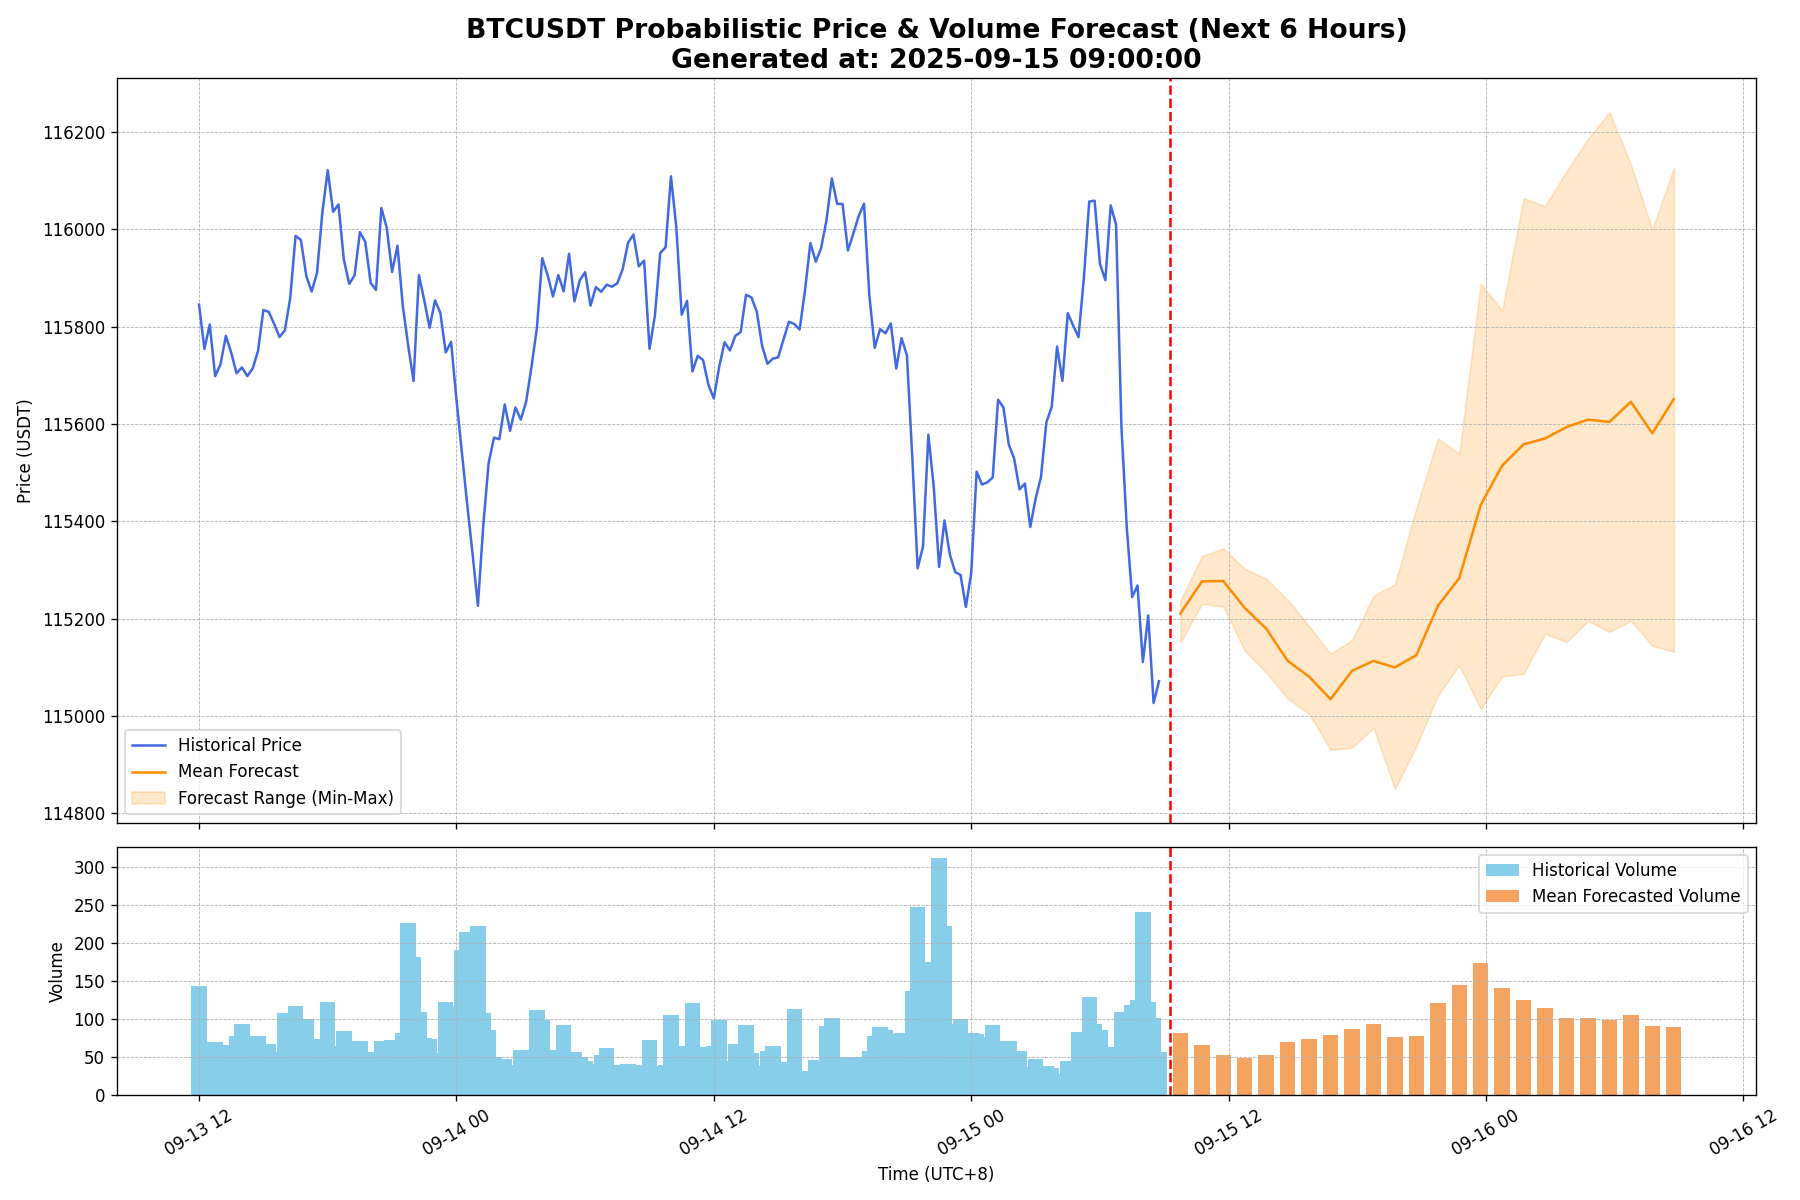 BTCUSDT Probabilistic Price & Volume Forecast (Next 6 Hours)
Generated at: 2025-09-15 09:00:00
116200
116000
115800
115600
115400
115200
115000
114800
Price (USDT)
Historical Price
Mean Forecast
Forecast Range (Min-Max)
300
250
200
150
100
50
0
Volume
Historical Volume
Mean Forecasted Volume
09-13 12
09-14 00
09-14 12
09-15 00
09-15 12
09-16 00
09-16 12
Time (UTC+8)